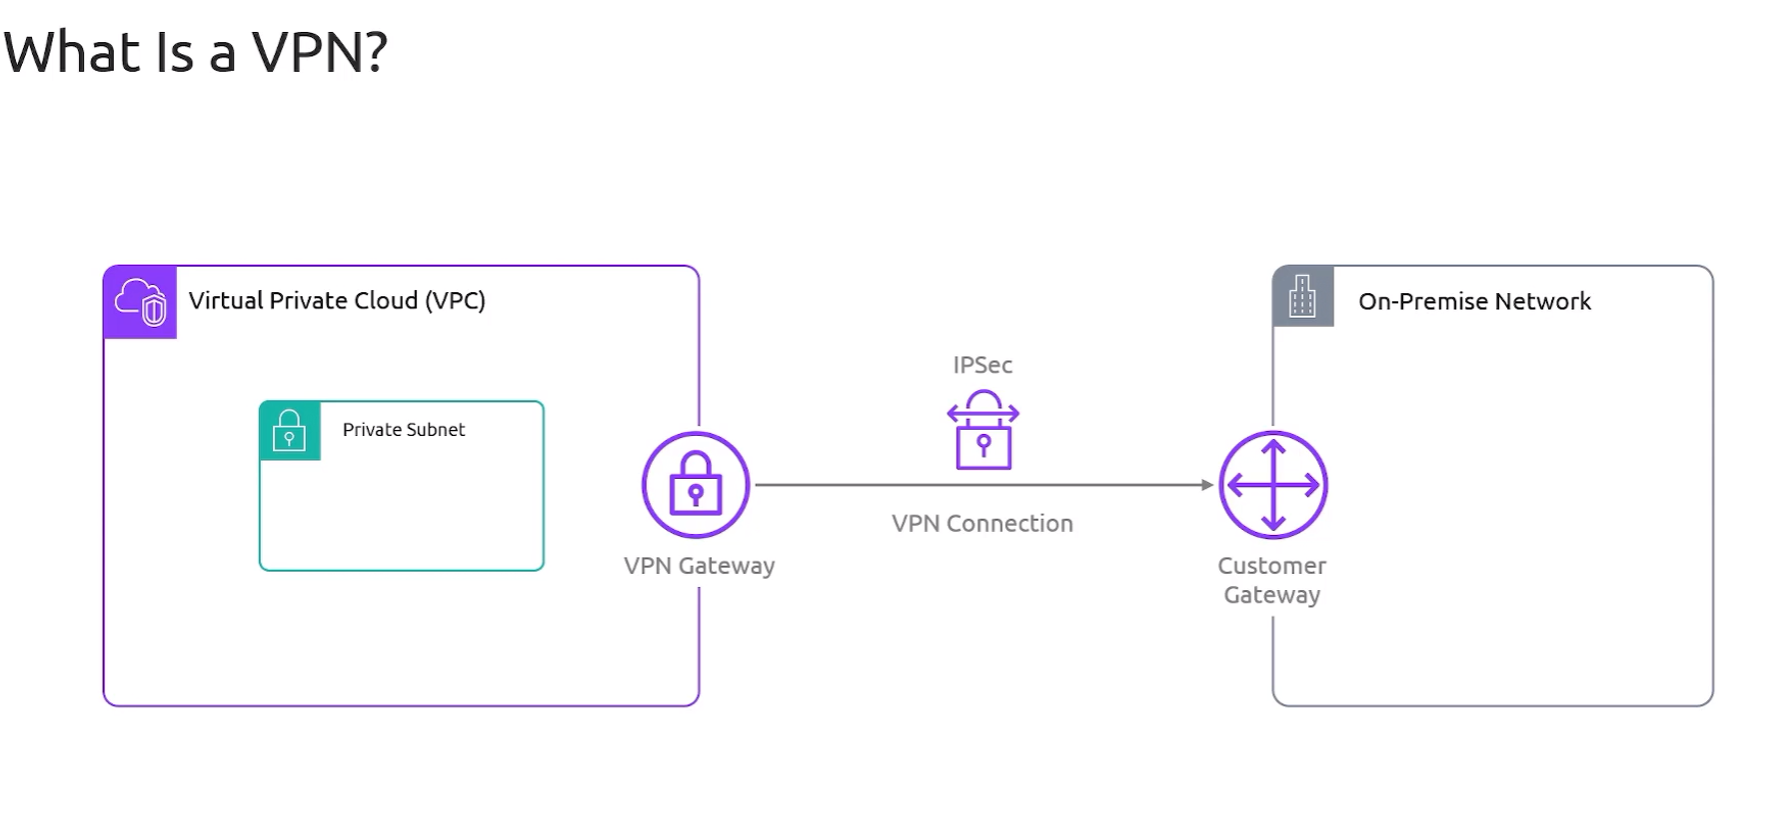 What Is a VPN?
Virtual Private Cloud (VPC)
On-Premise Network
IPSec
Private Subnet
VPN Connection
VPN Gateway
Customer
Gateway